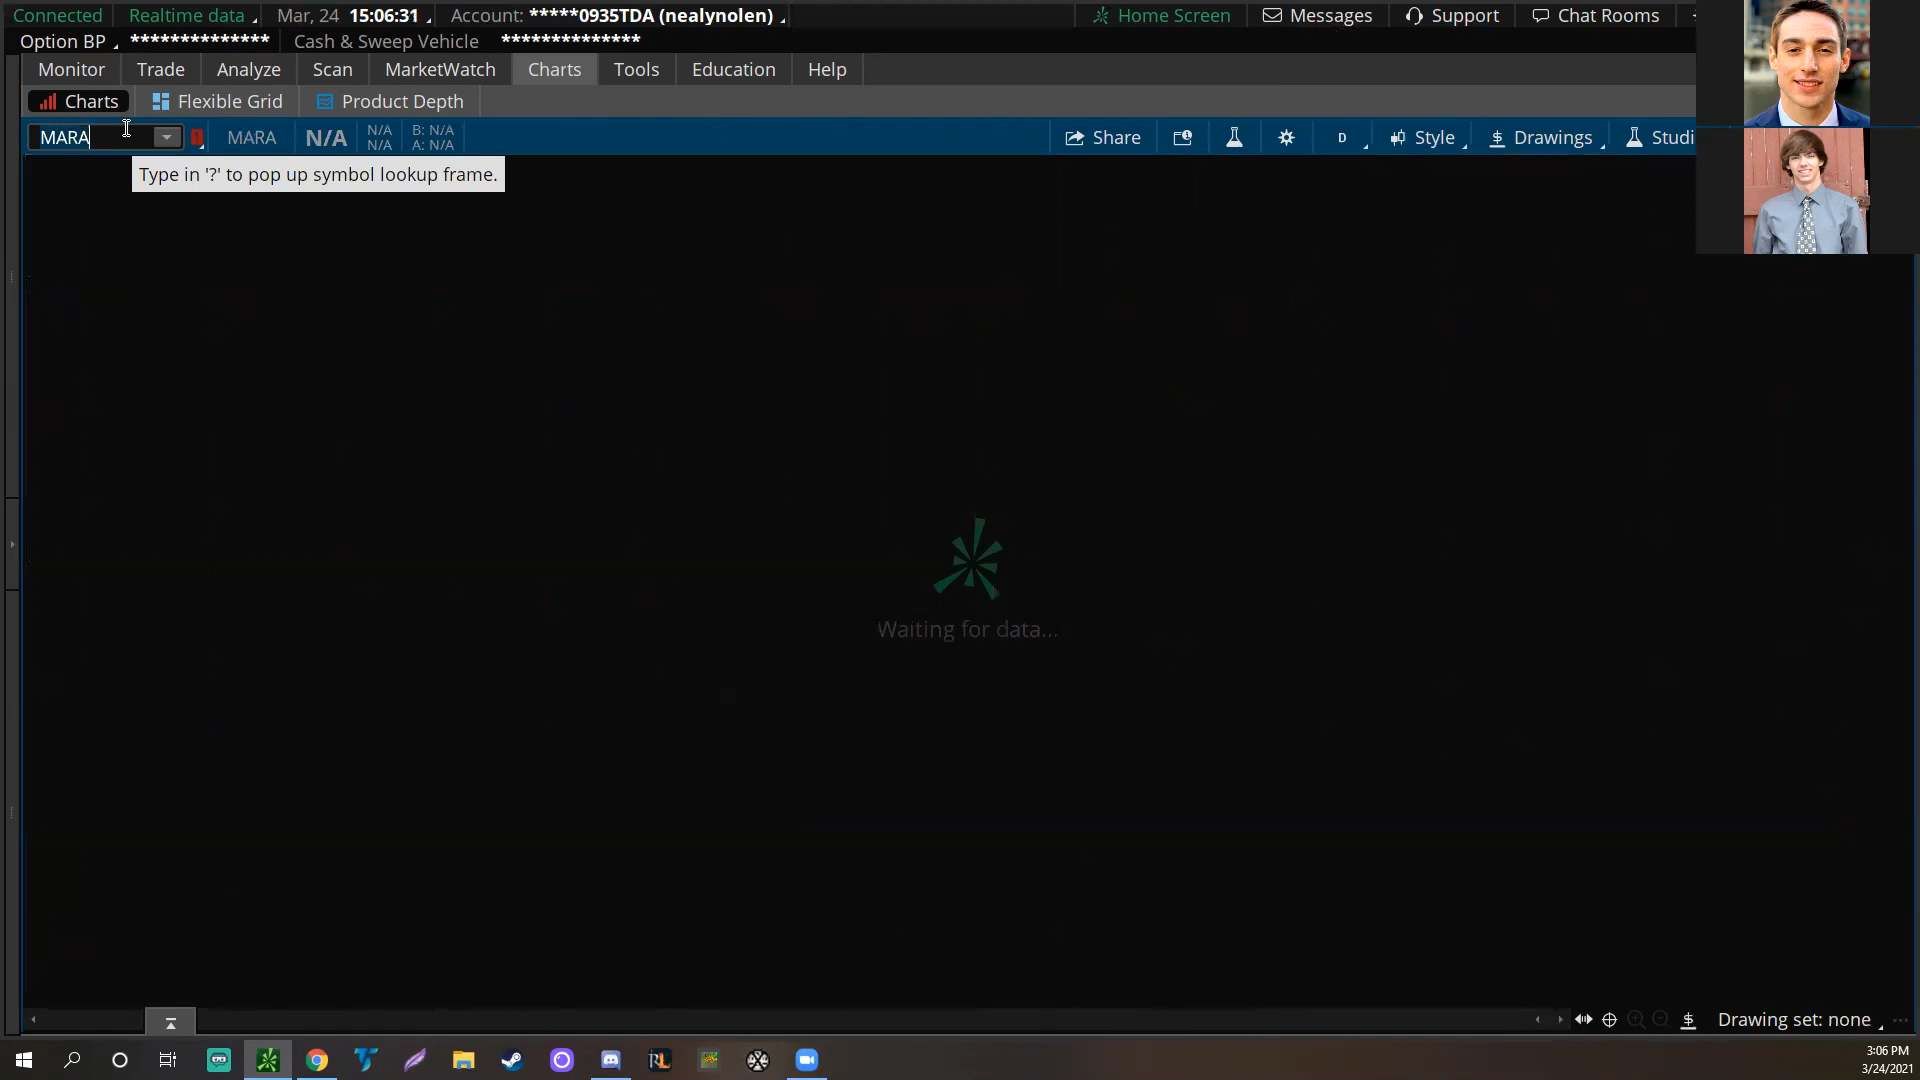 Connected Realtime data Mar, 24 15:06:31 Account: *****0935TDA (nealynolen) Home Screen Messages Support Chat Rooms
Option BP ************** Cash & Sweep Vehicle **************
Monitor Trade Analyze Scan MarketWatch Charts Tools Education Help
Charts Flexible Grid Product Depth
MARA MARA N/A N/A B: N/A Share D Style $ Drawings Studi
N/A A: N/A
Type in '?' to pop up symbol lookup frame.
Waiting for data...
Drawing set: none
3:06 PM
3/24/2021